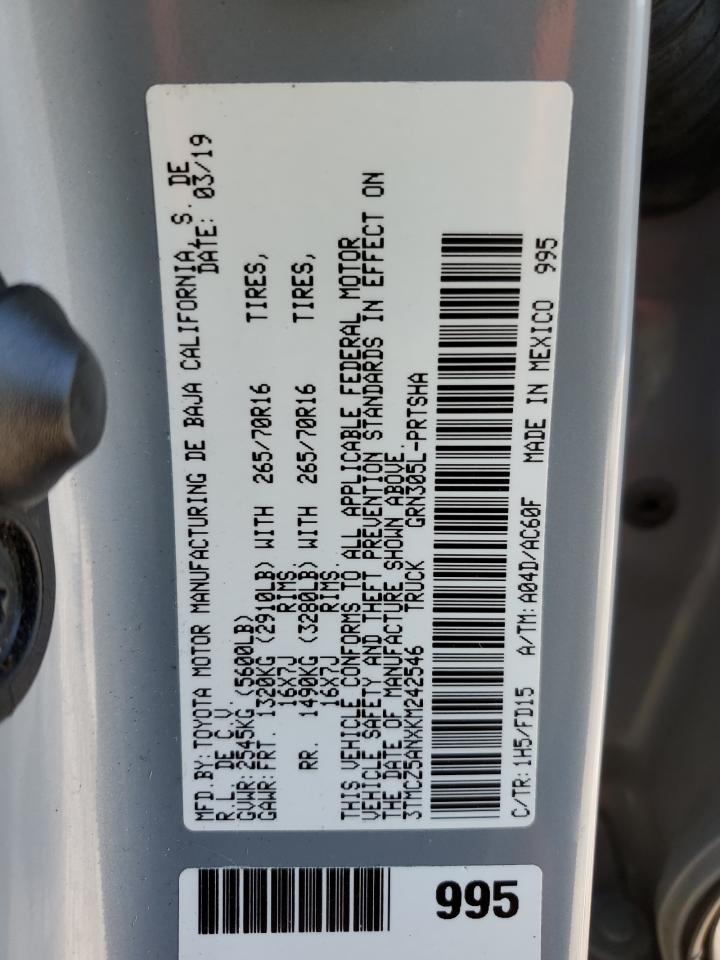 MFD.BY:TOYOTA MOTOR MANUFACTURING DE BAJA CALIFORNIA, S. DE
R.L. DE C.V. DATE: 03/19
GVWR:2545KG (5600LB)
GAWR:FRT. 1320KG (2910LB) WITH 265/70R16 TIRES,
16X7J RIMS
RR. 1490KG (3280LB) WITH 265/70R16 TIRES,
16X7J RIMS.
THIS VEHICLE CONFORMS TO ALL APPLICABLE FEDERAL MOTOR
VEHICLE SAFETY AND THEFT PREVENTION STANDARDS IN EFFECT ON
THE DATE OF MANUFACTURE SHOWN ABOVE.
3TMCZ5ANXKM242546 TRUCK GRN305L-PRTSHA
C/TR:1H5/FD15 A/TM:A04D/AC60F MADE IN MEXICO 995
995